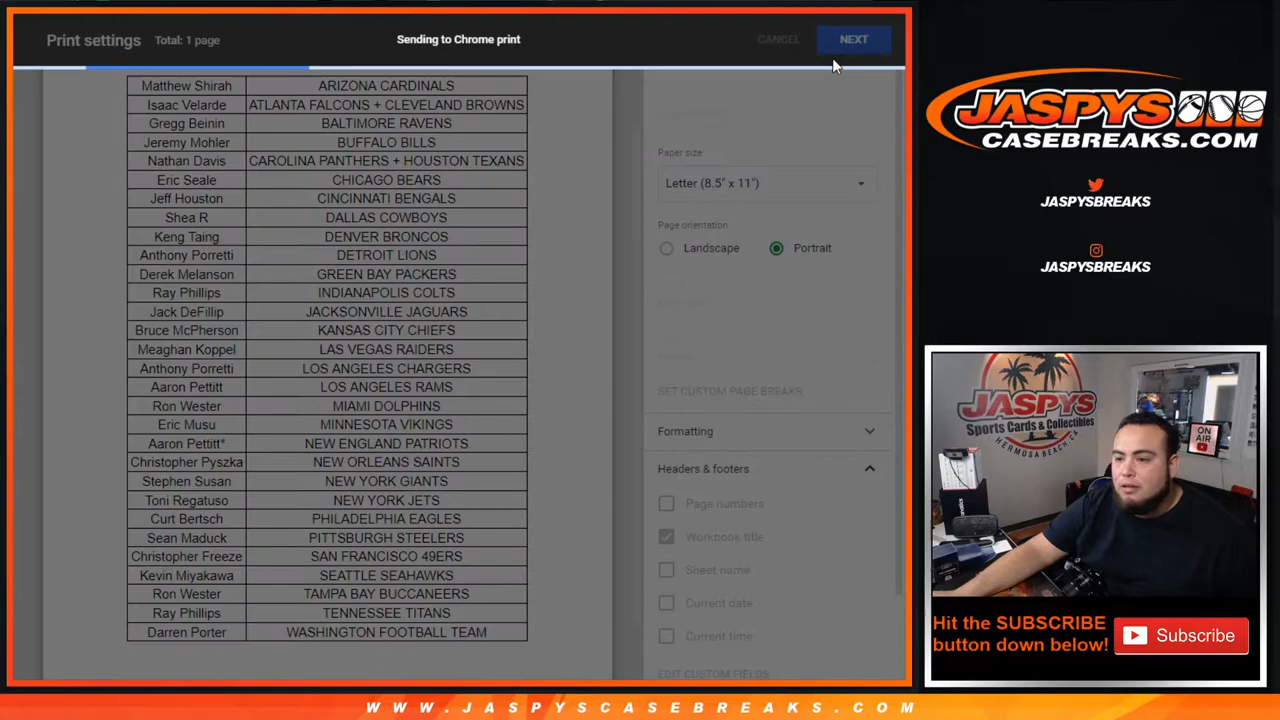 Print settings Total: 1 page Sending to Chrome print CANCEL NEXT
Matthew Shirah ARIZONA CARDINALS
Isaac Velarde ATLANTA FALCONS + CLEVELAND BROWNS
Gregg Beinin BALTIMORE RAVENS
Jeremy Mohler BUFFALO BILLS
Nathan Davis CAROLINA PANTHERS + HOUSTON TEXANS
Eric Seale CHICAGO BEARS
Jeff Houston CINCINNATI BENGALS
Shea R DALLAS COWBOYS
Keng Taing DENVER BRONCOS
Anthony Porretti DETROIT LIONS
Derek Melanson GREEN BAY PACKERS
Ray Phillips INDIANAPOLIS COLTS
Jack DeFillip JACKSONVILLE JAGUARS
Bruce McPherson KANSAS CITY CHIEFS
Meaghan Koppel LAS VEGAS RAIDERS
Anthony Porretti LOS ANGELES CHARGERS
Aaron Pettitt LOS ANGELES RAMS
Ron Wester MIAMI DOLPHINS
Eric Musu MINNESOTA VIKINGS
Aaron Pettitt* NEW ENGLAND PATRIOTS
Christopher Pyszka NEW ORLEANS SAINTS
Stephen Susan NEW YORK GIANTS
Toni Regatuso NEW YORK JETS
Curt Bertsch PHILADELPHIA EAGLES
Sean Maduck PITTSBURGH STEELERS
Christopher Freeze SAN FRANCISCO 49ERS
Kevin Miyakawa SEATTLE SEAHAWKS
Ron Wester TAMPA BAY BUCCANEERS
Ray Phillips TENNESSEE TITANS
Darren Porter WASHINGTON FOOTBALL TEAM
Paper size
Letter (8.5" x 11")
Page orientation
Landscape Portrait
SET CUSTOM PAGE BREAKS
Formatting
Headers & footers
Page numbers
Workbook title
Sheet name
Current date
Current time
EDIT CUSTOM FIELDS
JASPYS
CASEBREAKS.COM
JASPYSBREAKS
JASPYSBREAKS
JASPYS
Sports Cards & Collectibles
HERMOSA BEACH, CA
ON AIR
Hit the SUBSCRIBE
button down below!
Subscribe
WWW.JASPYSCASEBREAKS.COM